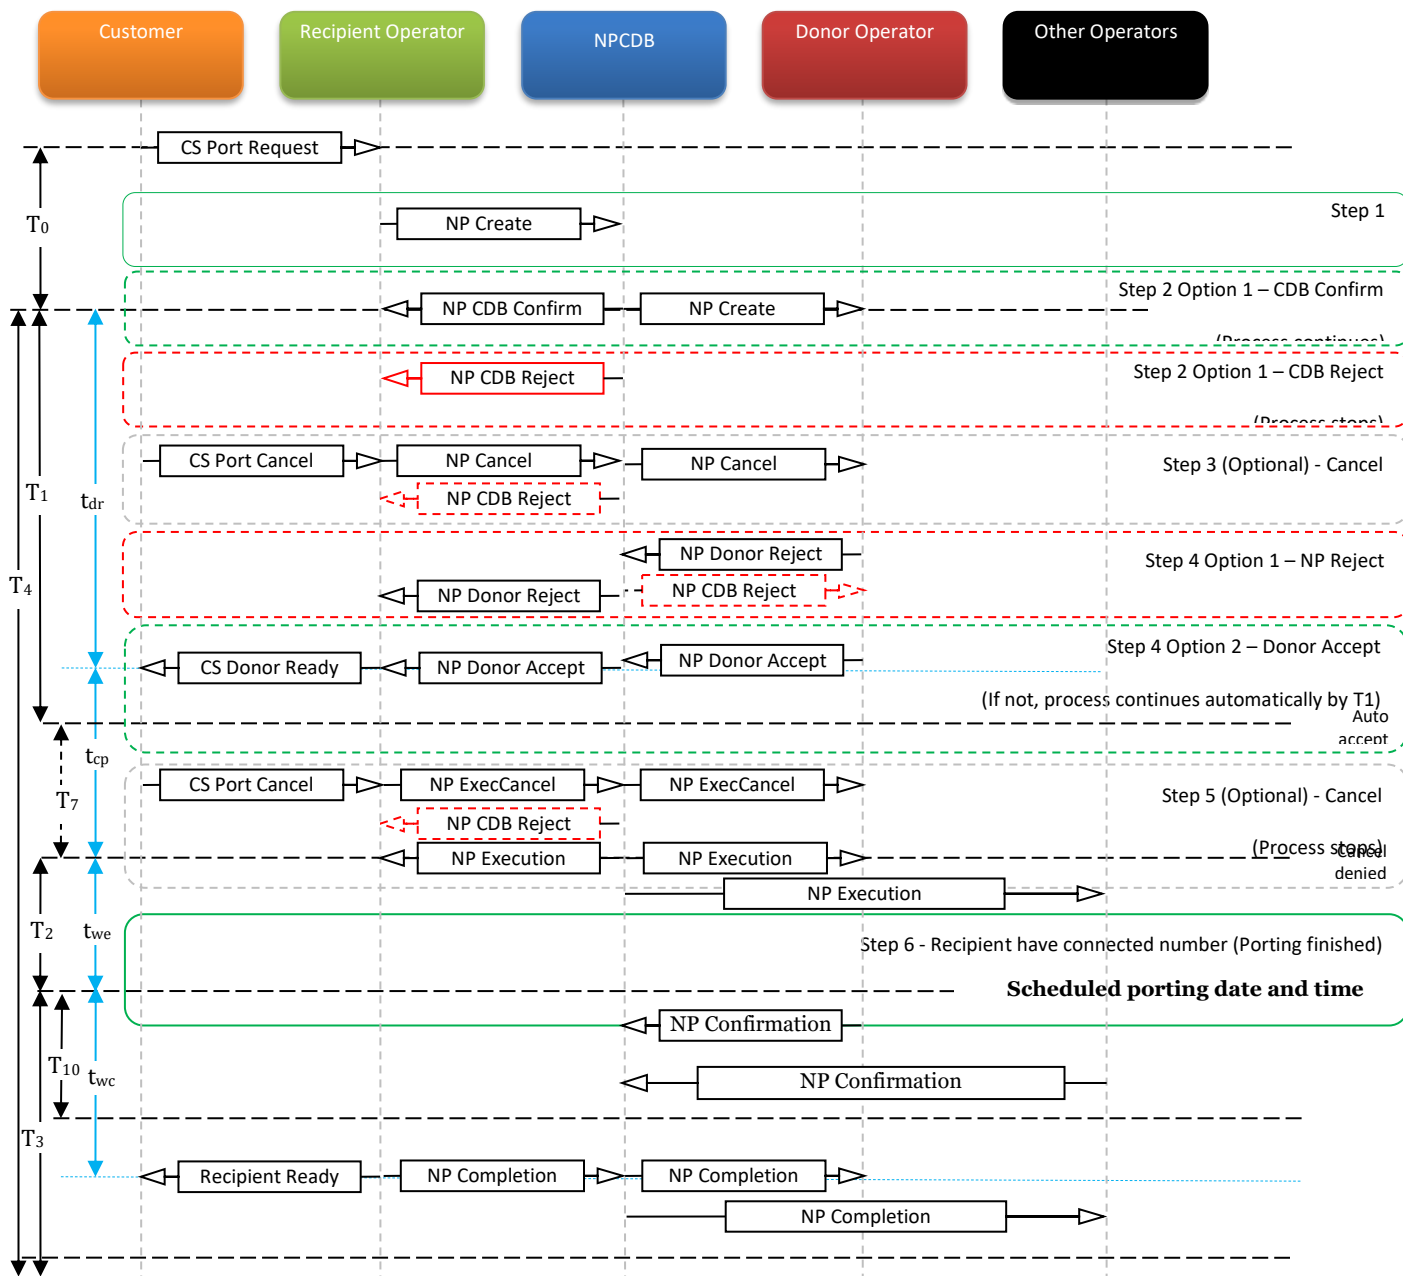 Customer
Recipient Operator
NPCDB
Donor Operator
Other Operators
CS Port Request
T0
NP Create
Step 1
NP CDB Confirm
NP Create
Step 2 Option 1 – CDB Confirm
(Process continues)
NP CDB Reject
Step 2 Option 1 – CDB Reject
(Process stops)
CS Port Cancel
NP Cancel
NP Cancel
Step 3 (Optional) - Cancel
T1
tdr
NP CDB Reject
NP Donor Reject
Step 4 Option 1 – NP Reject
T4
NP Donor Reject
NP CDB Reject
Step 4 Option 2 – Donor Accept
CS Donor Ready
NP Donor Accept
NP Donor Accept
(If not, process continues automatically by T1)
Auto
accept
tcp
CS Port Cancel
NP ExecCancel
NP ExecCancel
Step 5 (Optional) - Cancel
T7
NP CDB Reject
(Process stops)
NP Execution
NP Execution
Cancel
denied
NP Execution
T2
twe
Step 6 - Recipient have connected number (Porting finished)
Scheduled porting date and time
NP Confirmation
T10
twc
NP Confirmation
T3
Recipient Ready
NP Completion
NP Completion
NP Completion